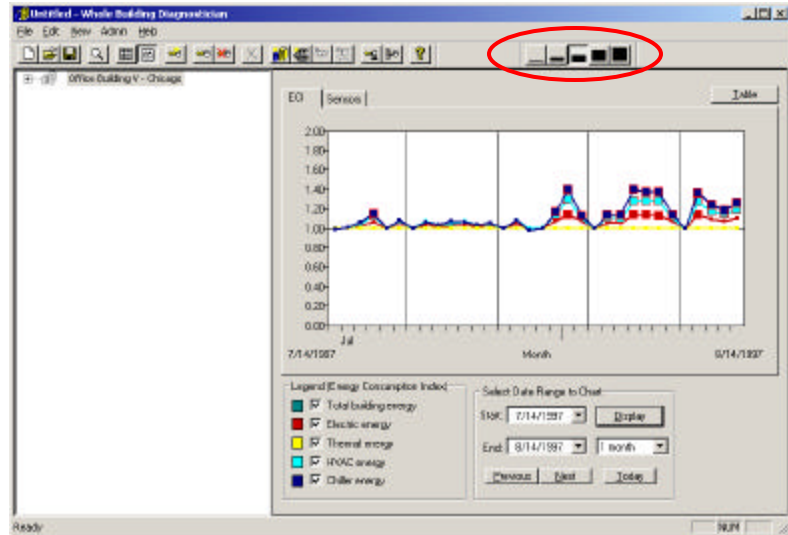 Untitled - Whole Building Diagnostician
File Edit View Admin Help
Office Building V - Chicago
ECI Sensors Table
2.00
1.80
1.60
1.40
1.20
1.00
0.80
0.60
0.40
0.20
0.00
Jul
7/14/1997 Month 8/14/1997
Legend (Energy Consumption Index)
Total building energy
Electric energy
Thermal energy
HVAC energy
Chiller energy
Select Date Range to Chart
Start: 7/14/1997 Display
End: 8/14/1997 1 month
Previous Next Today
Ready NUM